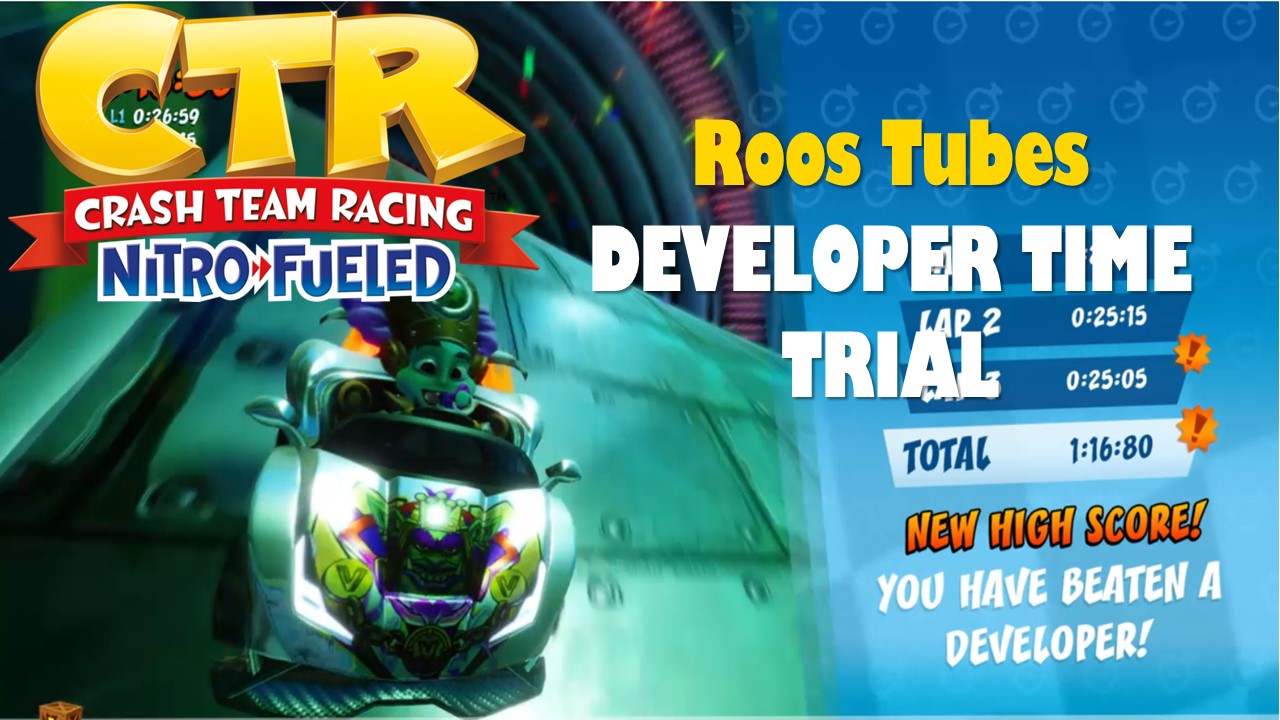 CTR
L1 0:26:59
CRASH TEAM RACING
NITRO FUELED
Roos Tubes
DEVELOPER TIME
TRIAL
LAP 2 0:25:15
0:25:05
TOTAL 1:16:80
NEW HIGH SCORE!
YOU HAVE BEATEN A
DEVELOPER!